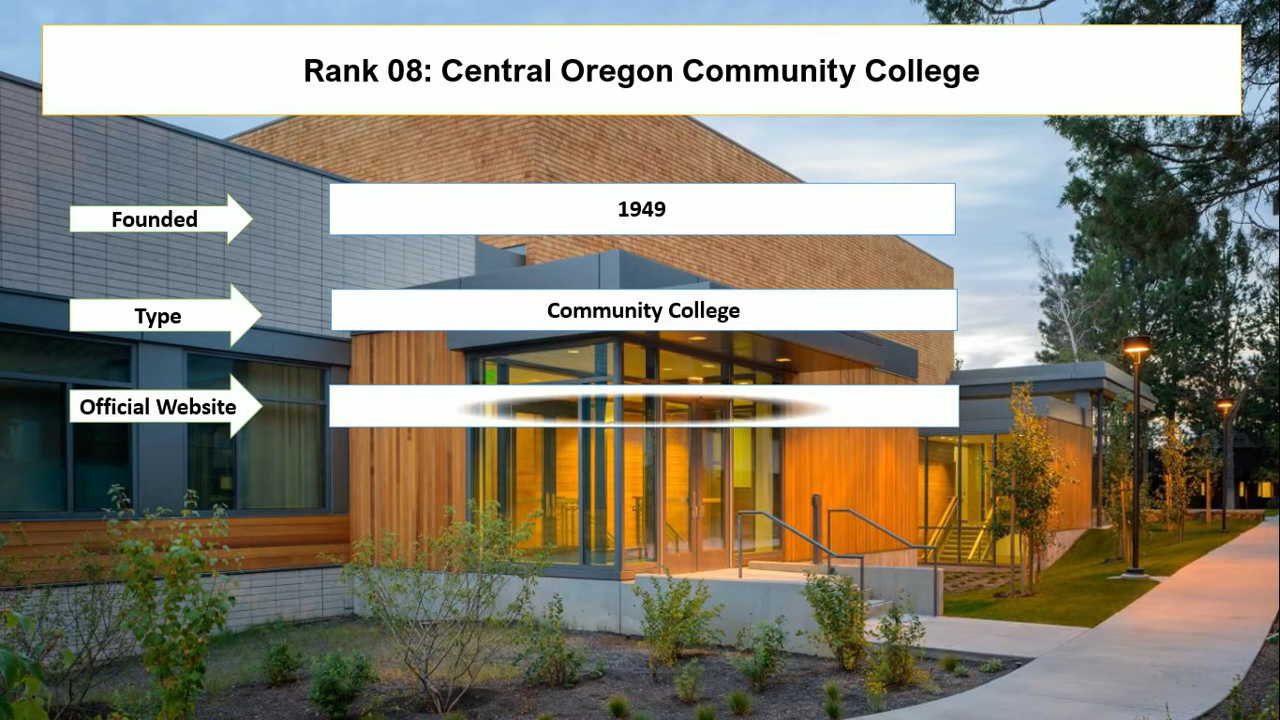 Rank 08: Central Oregon Community College
Founded
1949
Type
Community College
Official Website